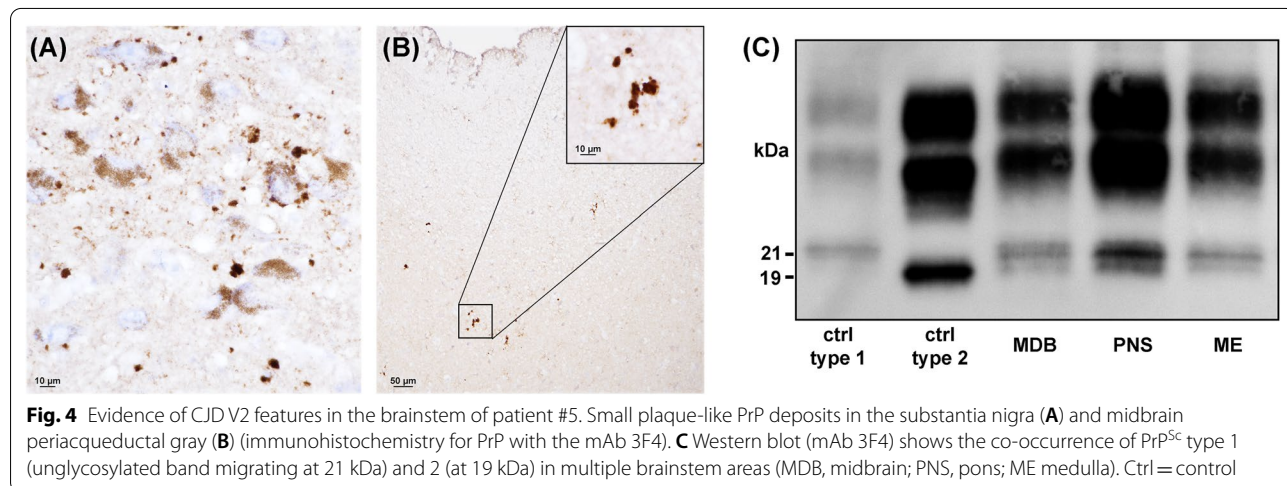 (A)
10 µm
(B)
10 µm
50 µm
(C)
kDa
21
19
ctrl type 1
ctrl type 2
MDB
PNS
ME
Fig. 4 Evidence of CJD V2 features in the brainstem of patient #5. Small plaque-like PrP deposits in the substantia nigra (A) and midbrain
periacqueductal gray (B) (immunohistochemistry for PrP with the mAb 3F4). C Western blot (mAb 3F4) shows the co-occurrence of PrPSc type 1
(unglycosylated band migrating at 21 kDa) and 2 (at 19 kDa) in multiple brainstem areas (MDB, midbrain; PNS, pons; ME medulla). Ctrl = control